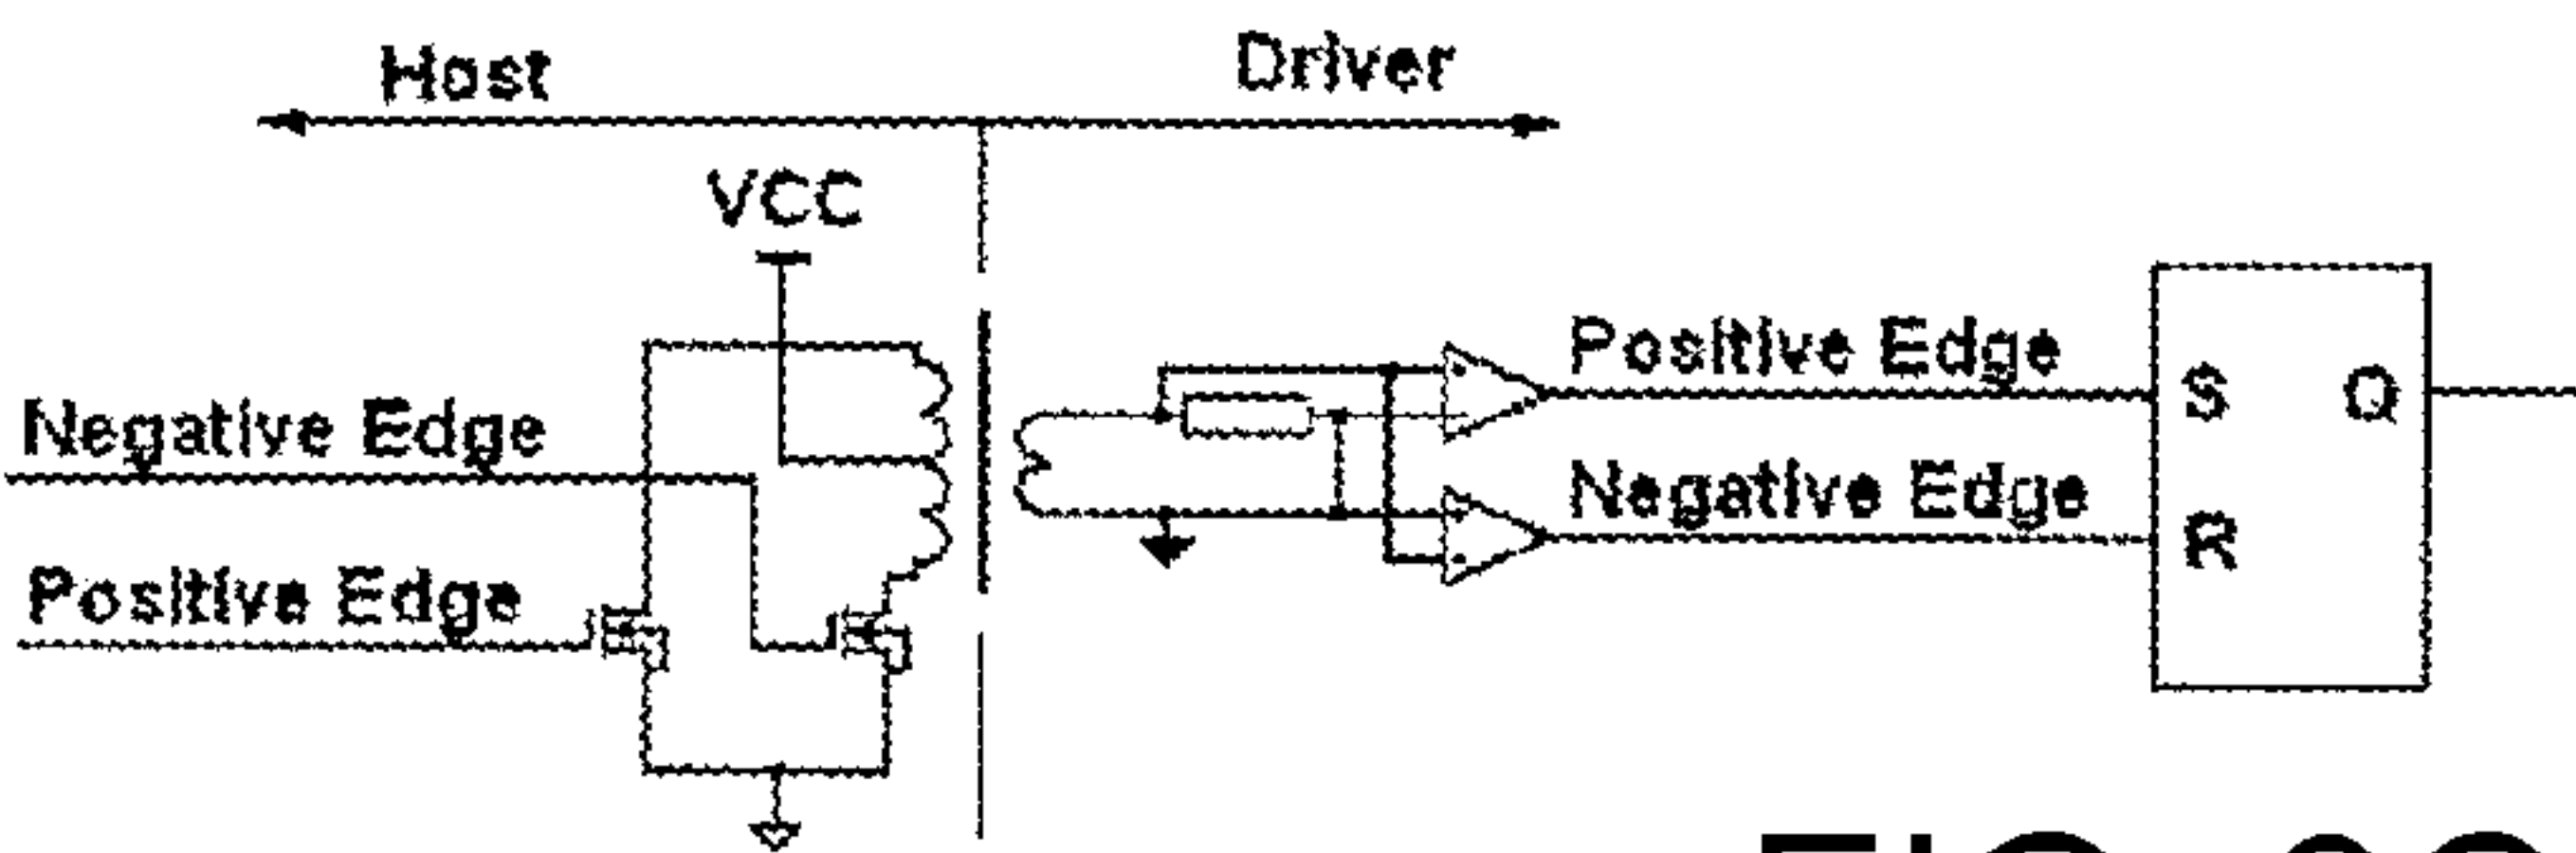 Host
Driver
VCC
Negative Edge
Positive Edge
Positive Edge
Negative Edge
S
Q
R